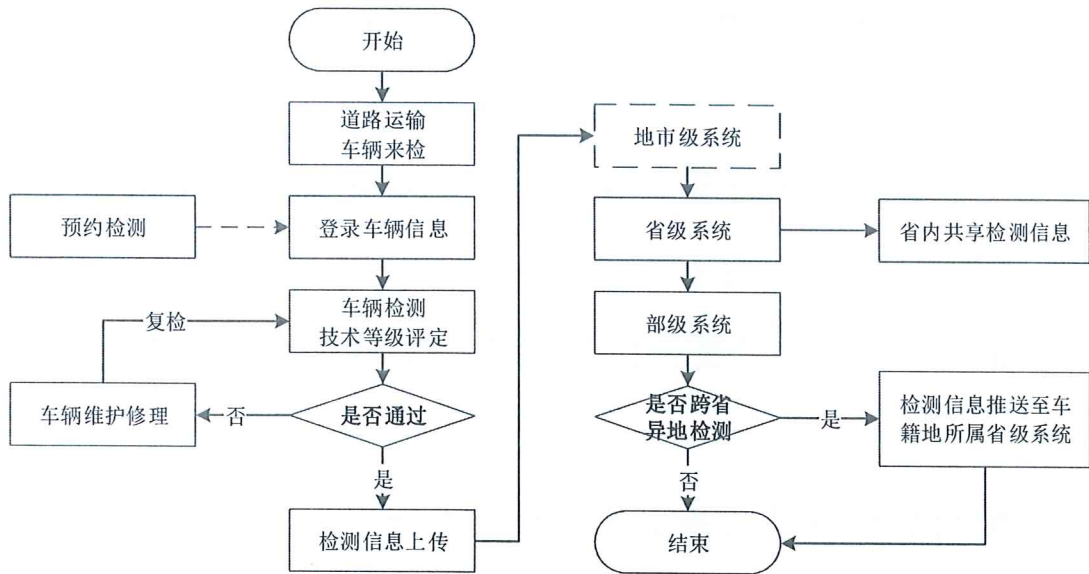 开始
道路运输
车辆来检
预约检测
登录车辆信息
车辆检测
技术等级评定
复检
车辆维护修理
否
是否通过
是
检测信息上传
地市级系统
省级系统
省内共享检测信息
部级系统
是否跨省
异地检测
是
检测信息推送至车
籍地所属省级系统
否
结束